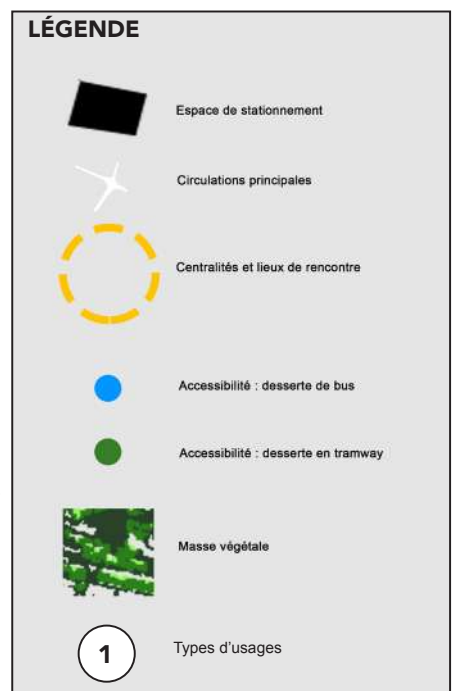 LÉGENDE
Espace de stationnement
Circulations principales
Centralités et lieux de rencontre
Accessibilité : desserte de bus
Accessibilité : desserte en tramway
Masse végétale
1 Types d'usages